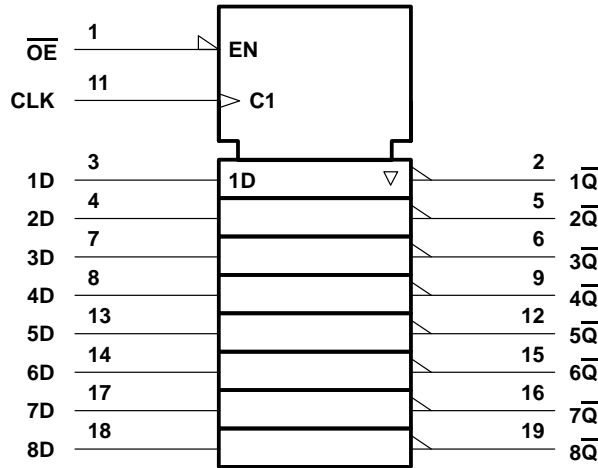 1
OE̅ EN
11
CLK C1
3 2
1D 1D 1Q̅
4 5
2D 2Q̅
7 6
3D 3Q̅
8 9
4D 4Q̅
13 12
5D 5Q̅
14 15
6D 6Q̅
17 16
7D 7Q̅
18 19
8D 8Q̅